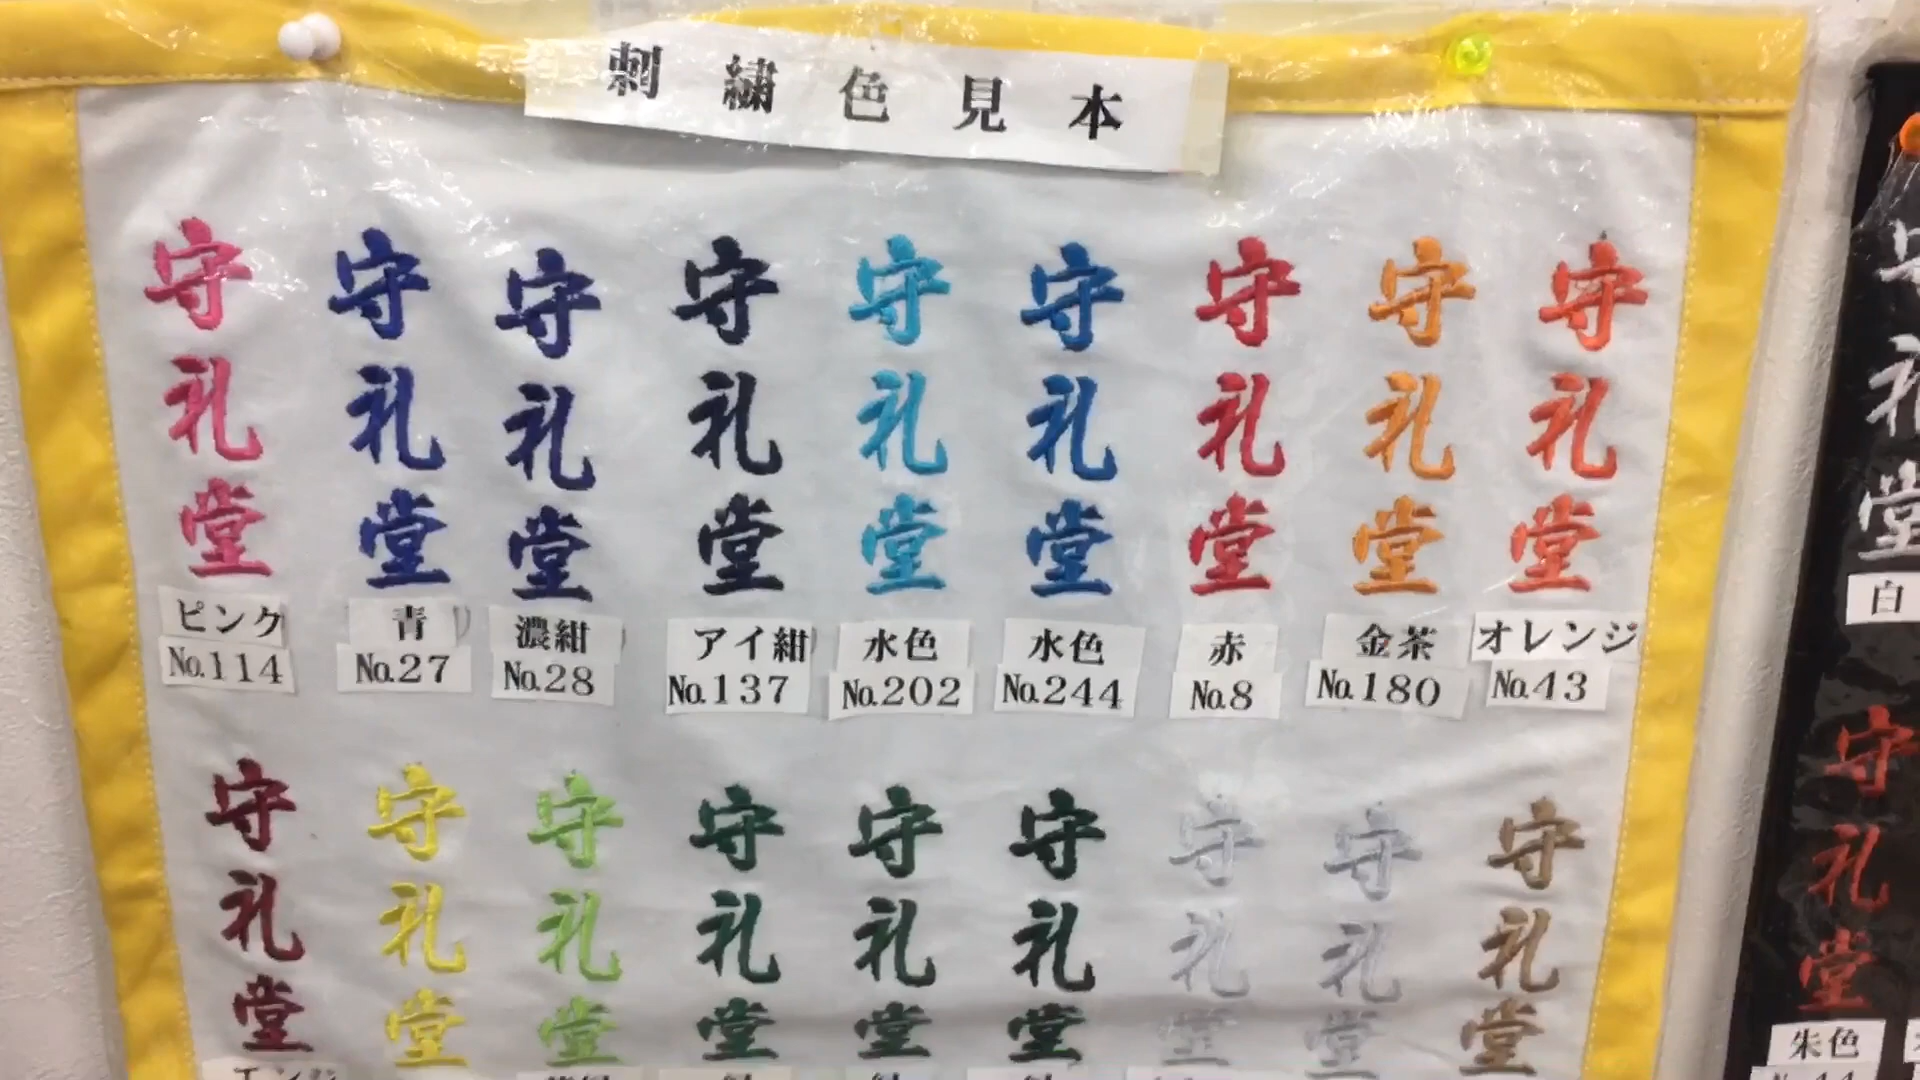 刺繍色見本
守礼堂 守礼堂 守礼堂 守礼堂 守礼堂 守礼堂 守礼堂 守礼堂 守礼堂
ピンク 青 濃紺 アイ紺 水色 水色 赤 金茶 オレンジ
No.114 No.27 No.28 No.137 No.202 No.244 No.8 No.180 No.43
守礼堂 守礼堂 守礼堂 守礼堂 守礼堂 守礼堂 守礼堂 守礼堂 守礼堂
守礼堂
白
守礼堂
朱色